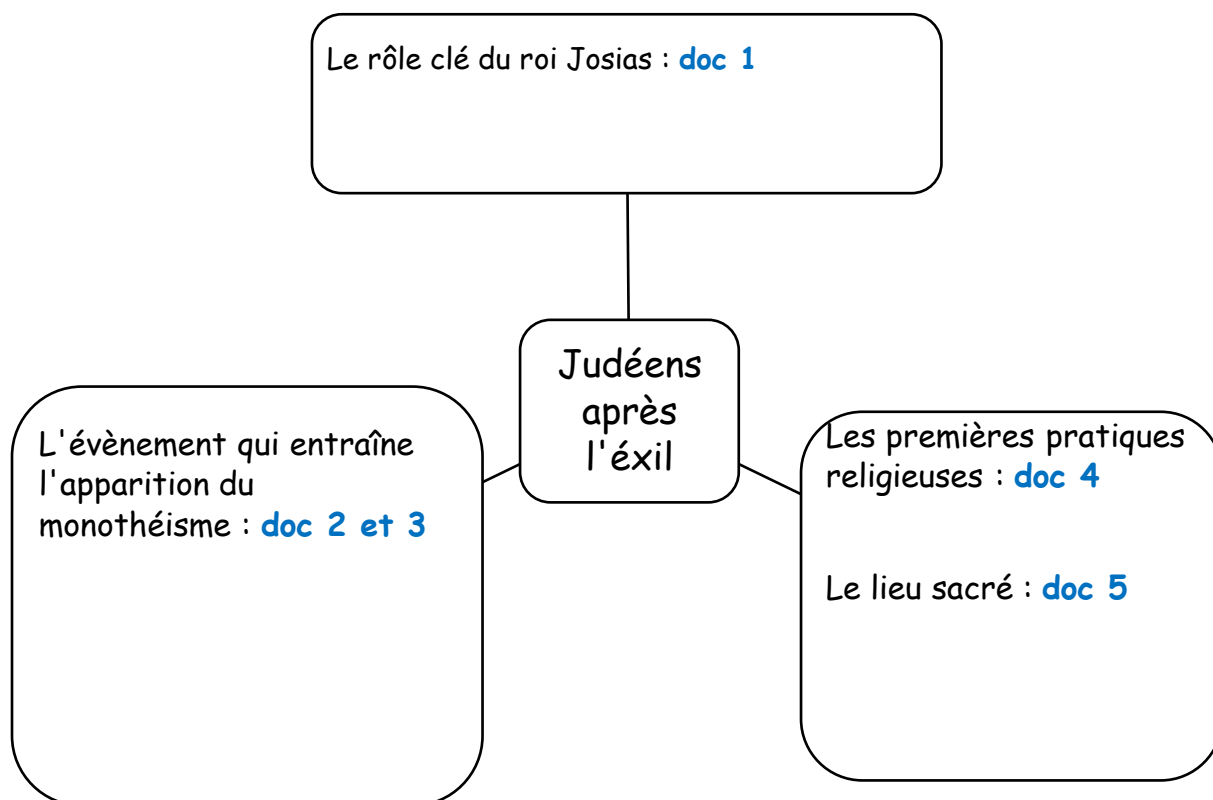 Le rôle clé du roi Josias : doc 1
Judéens
après
l'éxil
L'évènement qui entraîne
l'apparition du
monothéisme : doc 2 et 3
Les premières pratiques
religieuses : doc 4
Le lieu sacré : doc 5